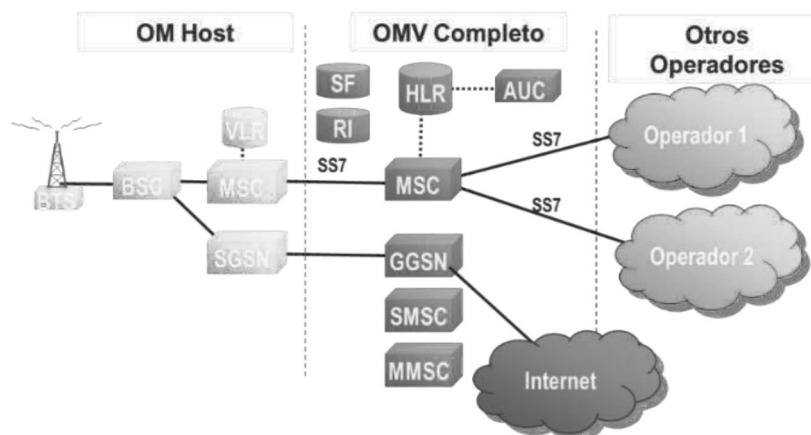 OM Host
OMV Completo
Otros
Operadores
SF
RI
HLR
AUC
VLR
BTS
BSC
MSC
SS7
MSC
SS7
SS7
Operador 1
Operador 2
SGSN
GGSN
SMSC
MMSC
Internet